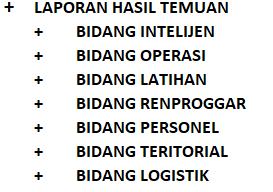 + LAPORAN HASIL TEMUAN
+ BIDANG INTELIJEN
+ BIDANG OPERASI
+ BIDANG LATIHAN
+ BIDANG RENPROGGAR
+ BIDANG PERSONEL
+ BIDANG TERITORIAL
+ BIDANG LOGISTIK